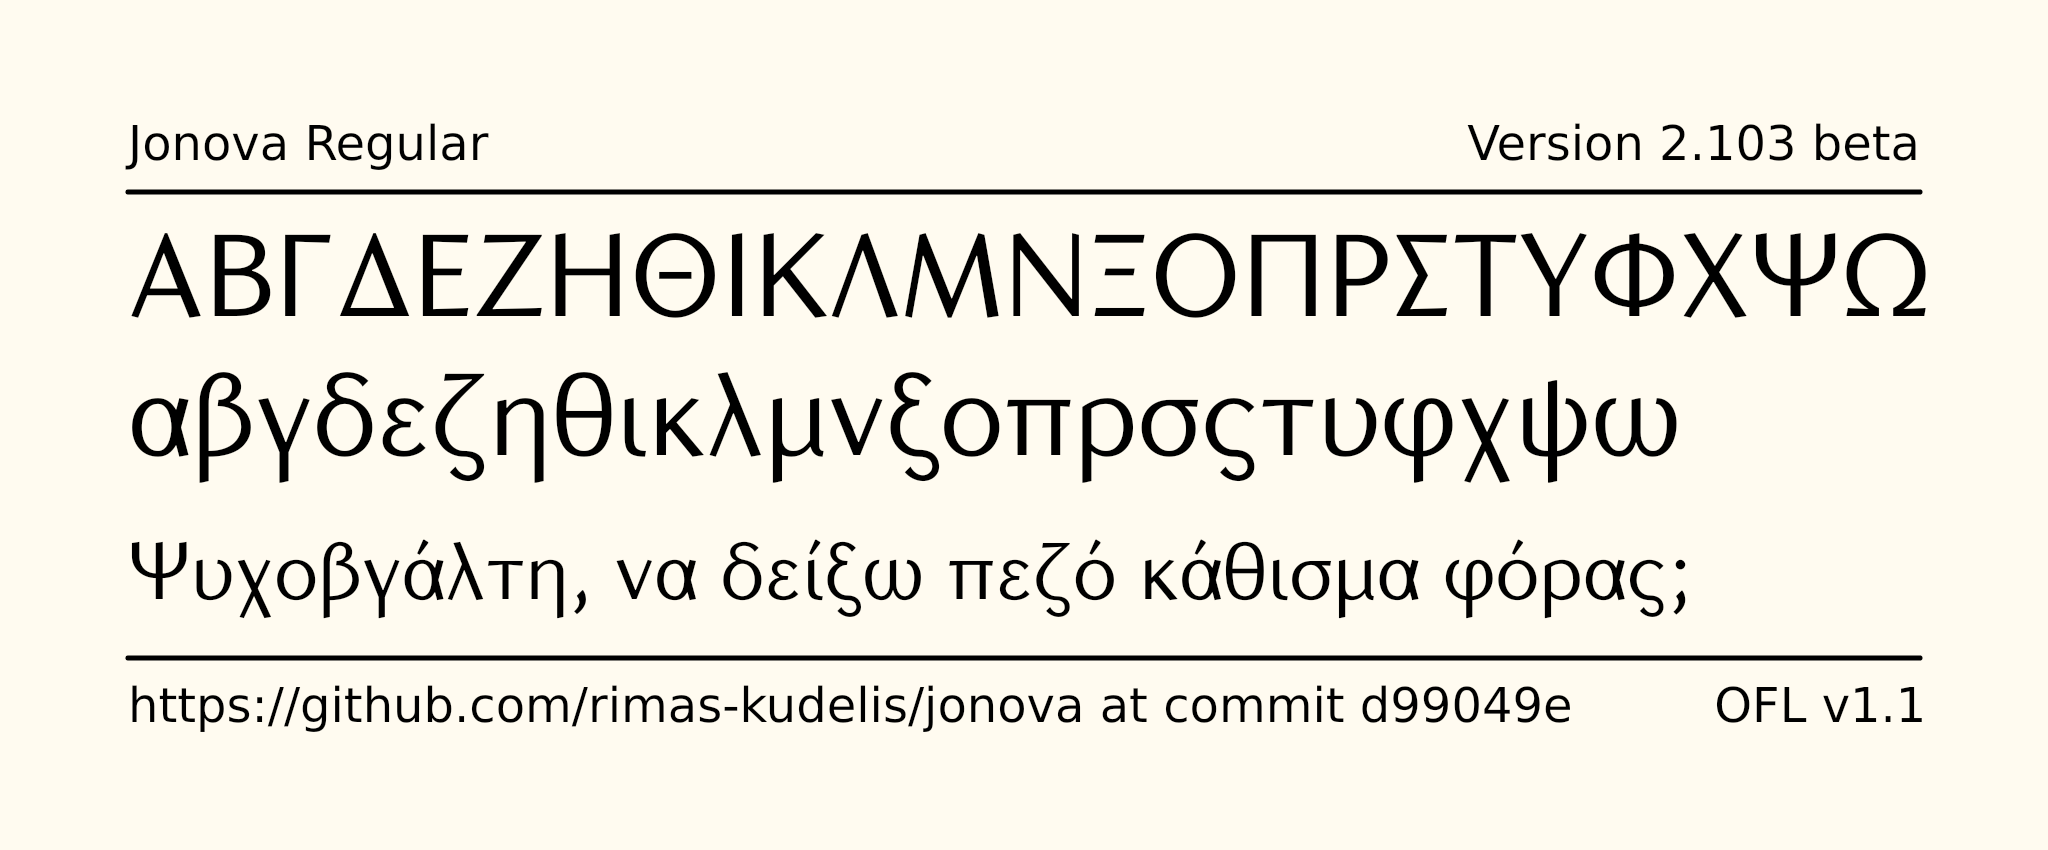 Jonova Regular Version 2.103 beta
ΑΒΓΔΕΖΗΘΙΚΛΜΝΞΟΠΡΣΤΥΦΧΨΩ
αβγδεζηθικλμνξοπρσςτυφχψω
Ψυχοβγάλτη, να δείξω πεζό κάθισμα φόρας;
https://github.com/rimas-kudelis/jonova at commit d99049e OFL v1.1